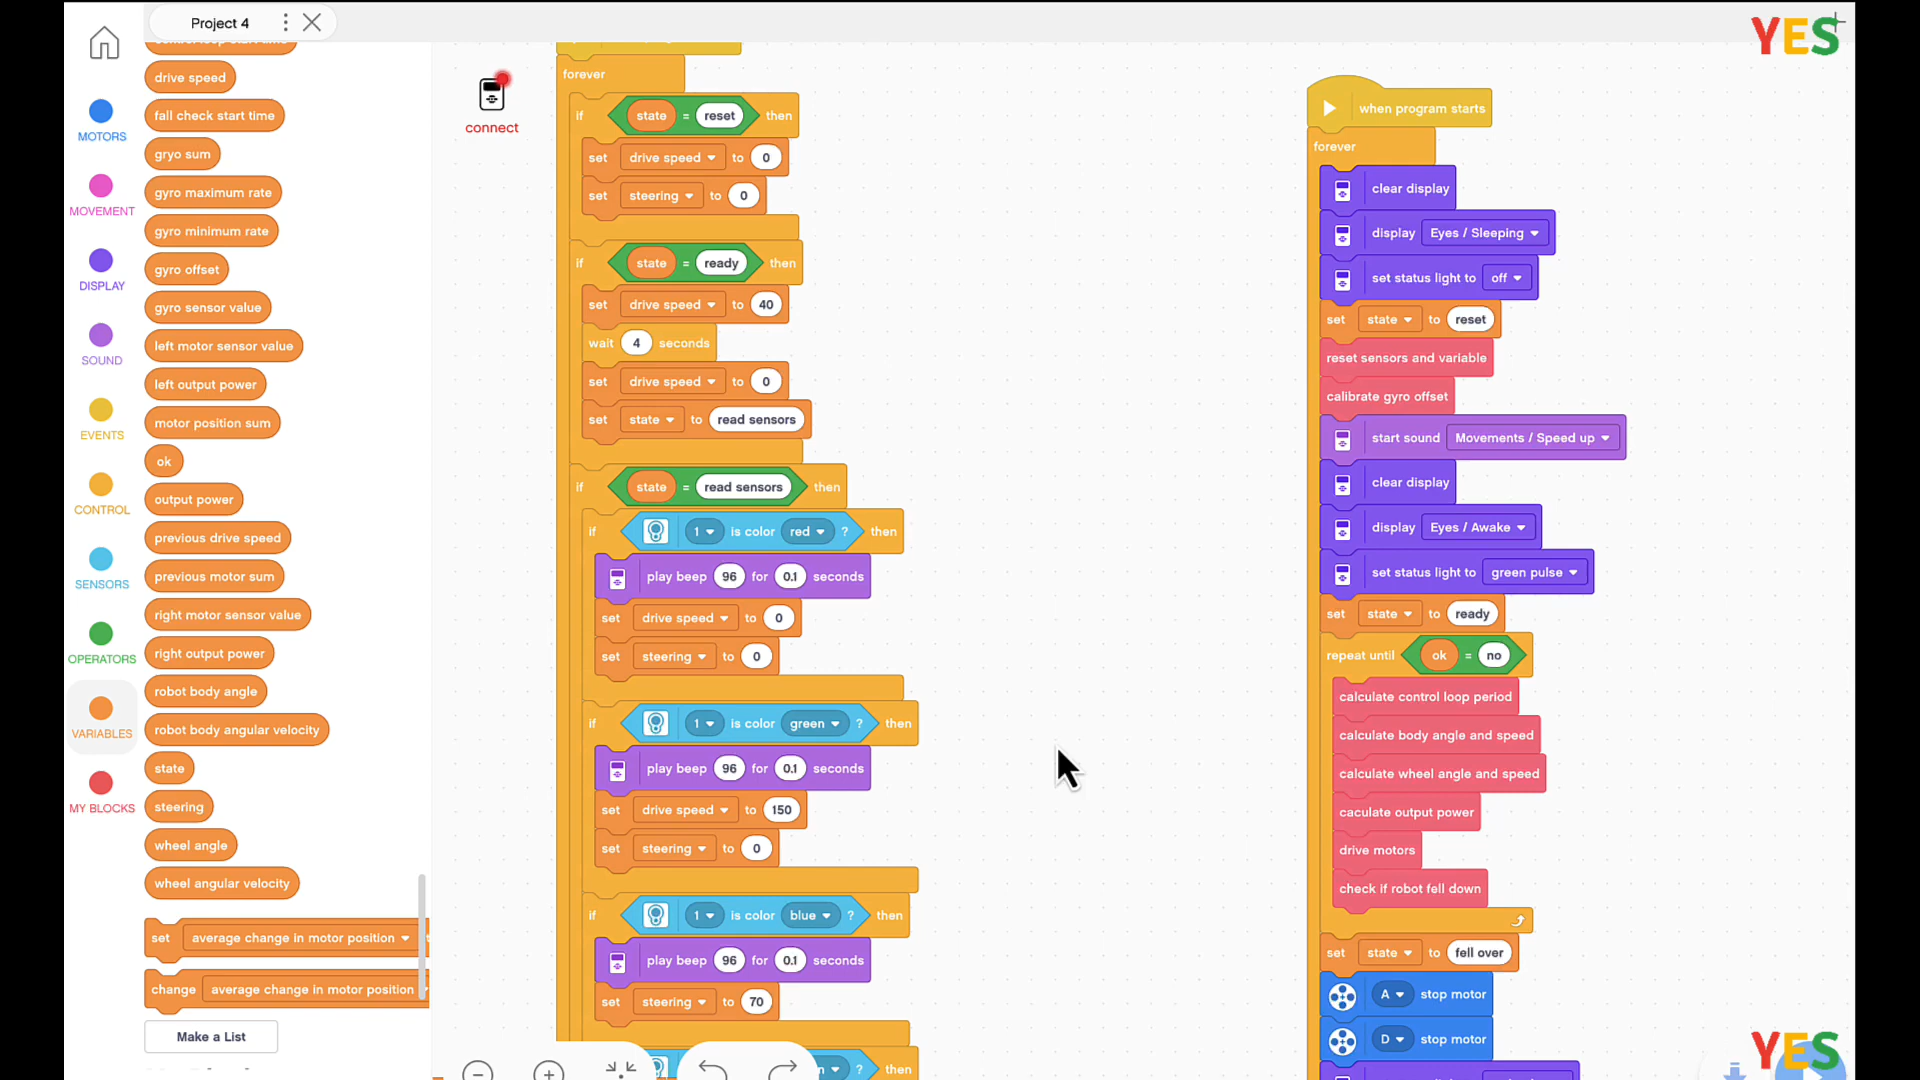 Project 4
drive speed
fall check start time
gryo sum
gyro maximum rate
gyro minimum rate
gyro offset
gyro sensor value
left motor sensor value
left output power
motor position sum
ok
output power
previous drive speed
previous motor sum
right motor sensor value
right output power
robot body angle
robot body angular velocity
state
steering
wheel angle
wheel angular velocity
set average change in motor position
change average change in motor position
Make a List
MOTORS
MOVEMENT
DISPLAY
SOUND
EVENTS
CONTROL
SENSORS
OPERATORS
VARIABLES
MY BLOCKS
connect
forever
if state = reset then
set drive speed to 0
set steering to 0
if state = ready then
set drive speed to 40
wait 4 seconds
set drive speed to 0
set state to read sensors
if state = read sensors then
if 1 is color red ? then
play beep 96 for 0.1 seconds
set drive speed to 0
set steering to 0
if 1 is color green ? then
play beep 96 for 0.1 seconds
set drive speed to 150
set steering to 0
if 1 is color blue ? then
play beep 96 for 0.1 seconds
set steering to 70
? then
when program starts
forever
clear display
display Eyes / Sleeping
set status light to off
set state to reset
reset sensors and variable
calibrate gyro offset
start sound Movements / Speed up
clear display
display Eyes / Awake
set status light to green pulse
set state to ready
repeat until ok = no
calculate control loop period
calculate body angle and speed
calculate wheel angle and speed
caculate output power
drive motors
check if robot fell down
set state to fell over
A stop motor
D stop motor
YES
YES